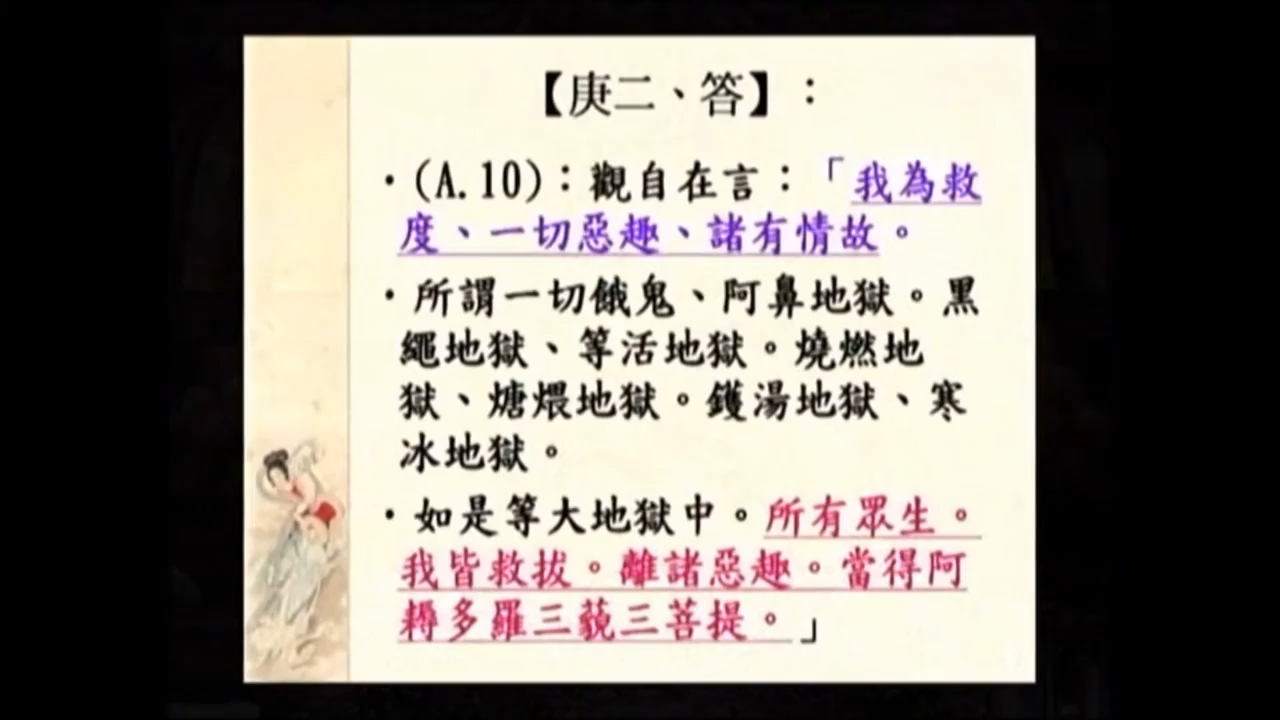 【庚二、答】：
·(A.10)：觀自在言：「我為救
度、一切惡趣、諸有情故。
·所謂一切餓鬼、阿鼻地獄。黑
繩地獄、等活地獄。燒燃地
獄、煻煨地獄。鑊湯地獄、寒
冰地獄。
·如是等大地獄中。所有眾生。
我皆救拔。離諸惡趣。當得阿
耨多羅三藐三菩提。」